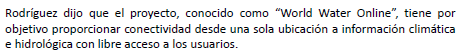 Rodríguez dijo que el proyecto, conocido como “World Water Online”, tiene por
objetivo proporcionar conectividad desde una sola ubicación a información climática
e hidrológica con libre acceso a los usuarios.